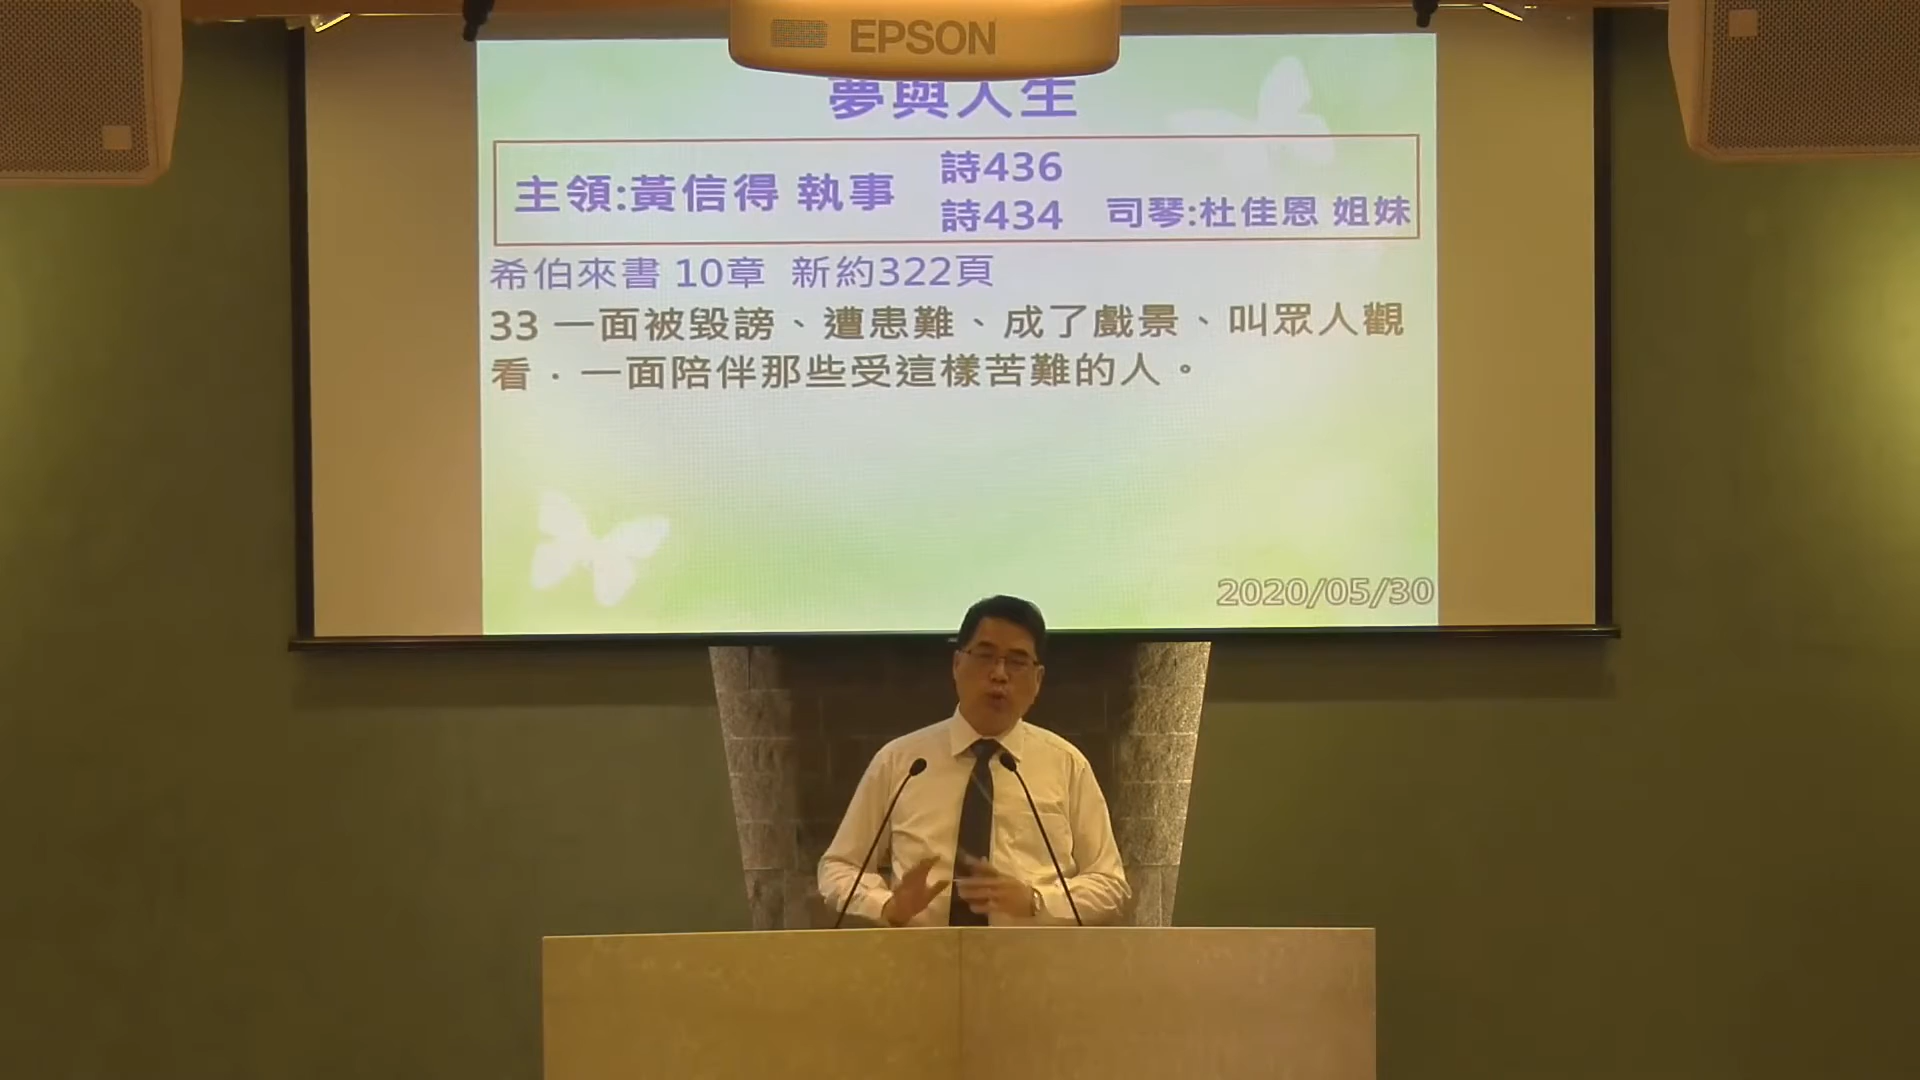 EPSON
夢與人生
主領:黃信得 執事
詩436
詩434
司琴:杜佳恩 姐妹
希伯來書 10章 新約322頁
33 一面被毀謗、遭患難、成了戲景、叫眾人觀
看．一面陪伴那些受這樣苦難的人。
2020/05/30